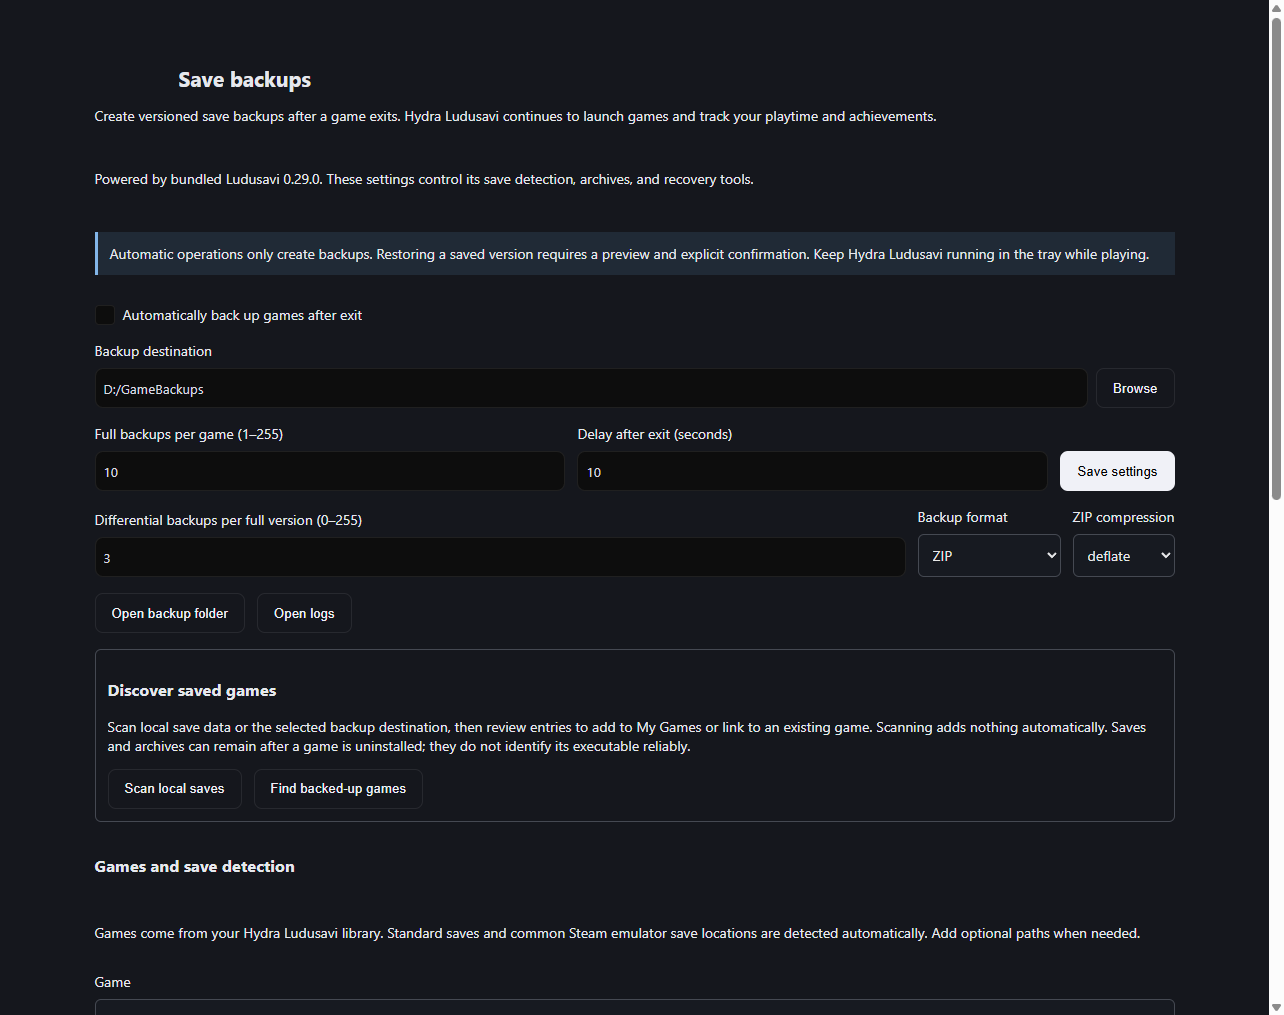 Save backups
Create versioned save backups after a game exits. Hydra Ludusavi continues to launch games and track your playtime and achievements.
Powered by bundled Ludusavi 0.29.0. These settings control its save detection, archives, and recovery tools.
Automatic operations only create backups. Restoring a saved version requires a preview and explicit confirmation. Keep Hydra Ludusavi running in the tray while playing.
Automatically back up games after exit
Backup destination
D:/GameBackups
Browse
Full backups per game (1–255)
Delay after exit (seconds)
10
10
Save settings
Differential backups per full version (0–255)
Backup format
ZIP compression
3
ZIP
deflate
Open backup folder
Open logs
Discover saved games
Scan local save data or the selected backup destination, then review entries to add to My Games or link to an existing game. Scanning adds nothing automatically. Saves
and archives can remain after a game is uninstalled; they do not identify its executable reliably.
Scan local saves
Find backed-up games
Games and save detection
Games come from your Hydra Ludusavi library. Standard saves and common Steam emulator save locations are detected automatically. Add optional paths when needed.
Game